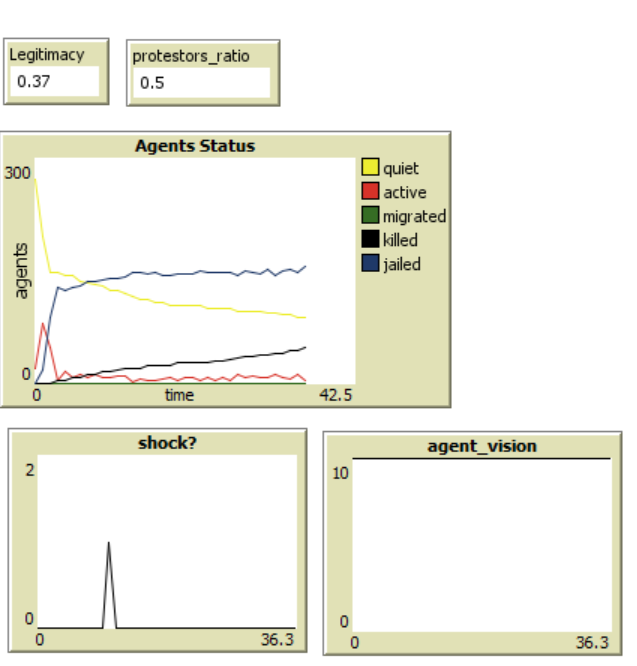 Legitimacy
0.37
protestors_ratio
0.5
Agents Status
300
agents
0
0
time
42.5
quiet
active
migrated
killed
jailed
shock?
2
0
0
36.3
agent_vision
10
0
0
36.3